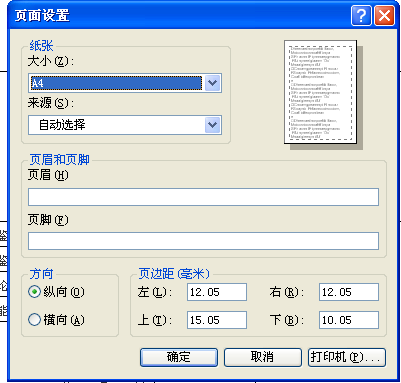 页面设置
纸张
大小(Z):
A4
来源(S):
自动选择
页眉和页脚
页眉(H)
页脚(F)
方向
纵向(O)
横向(A)
页边距(毫米)
左(L): 12.05 右(R): 12.05
上(T): 15.05 下(B): 10.05
确定 取消 打印机(P)...